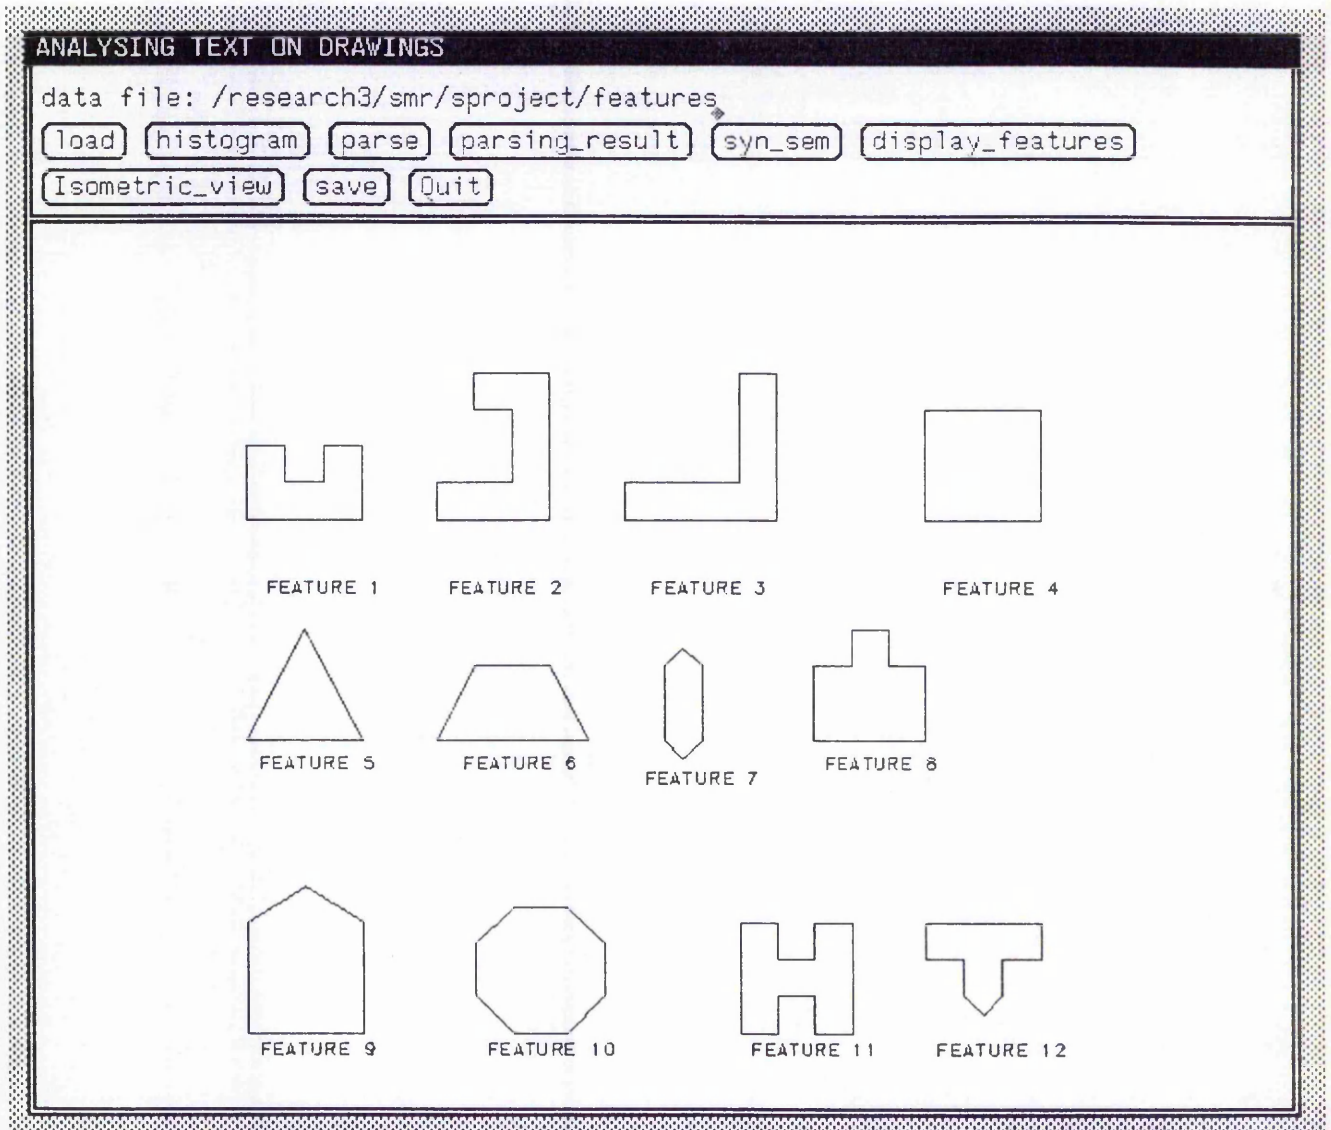 ANALYSING TEXT ON DRAWINGS
data file: /research3/smr/sproject/features
load histogram parse parsing_result syn_sem display_features
Isometric_view save Quit
FEATURE 1 FEATURE 2 FEATURE 3 FEATURE 4
FEATURE 5 FEATURE 6 FEATURE 7 FEATURE 8
FEATURE 9 FEATURE 10 FEATURE 11 FEATURE 12